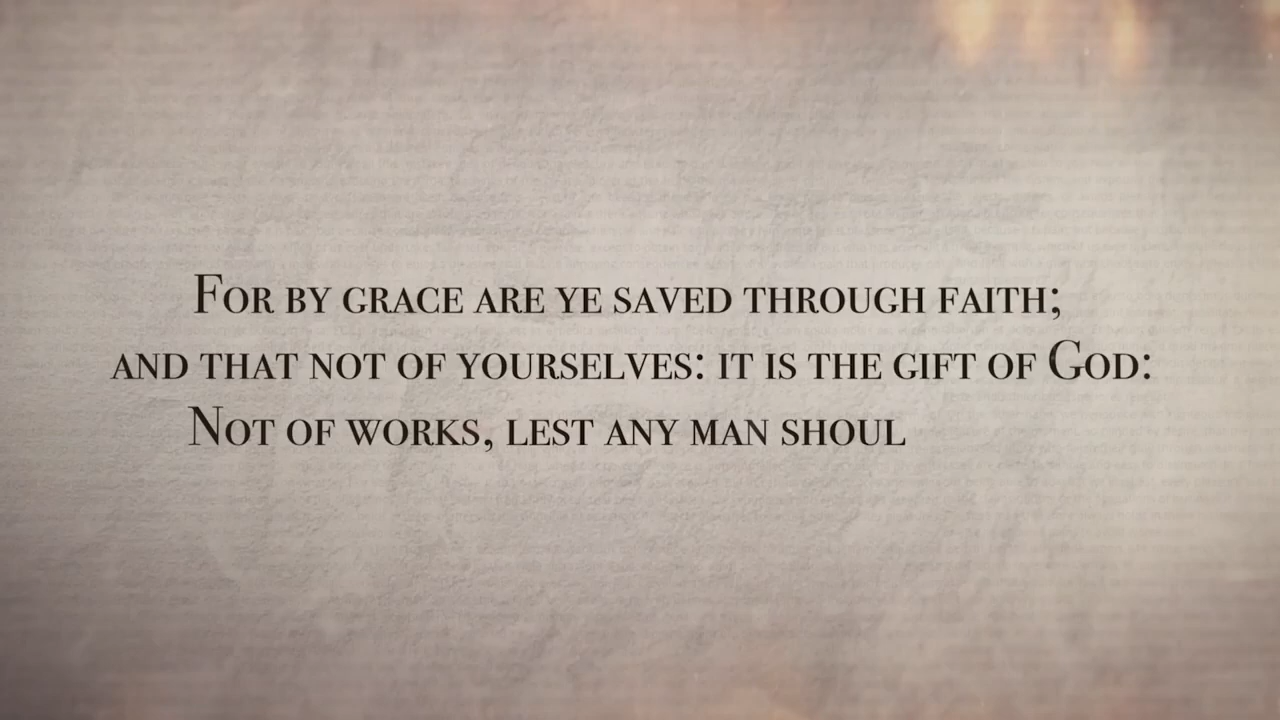 For by grace are ye saved through faith;
and that not of yourselves: it is the gift of God:
Not of works, lest any man shoul